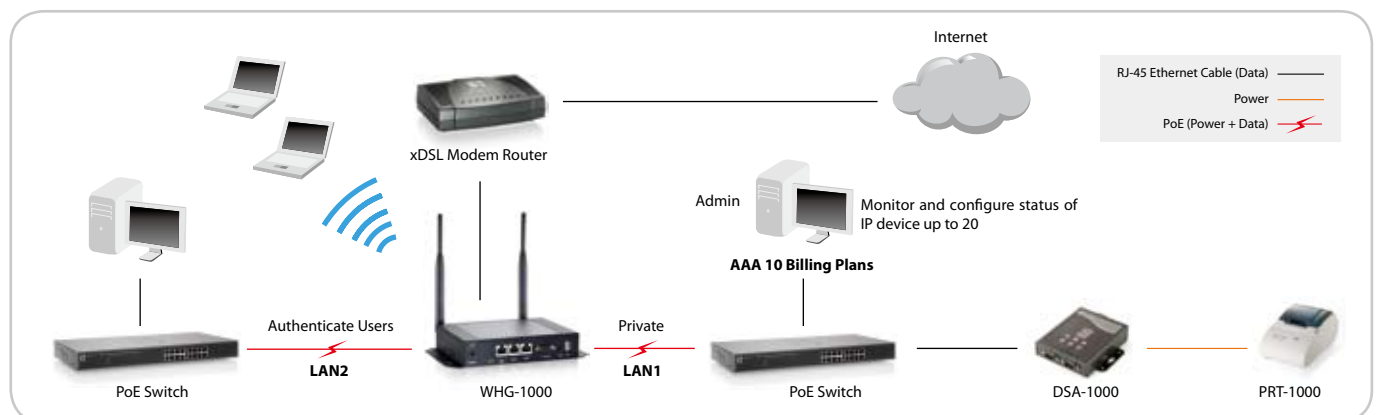 Internet
RJ-45 Ethernet Cable (Data)
Power
PoE (Power + Data)
xDSL Modem Router
Admin
Monitor and configure status of
IP device up to 20
AAA 10 Billing Plans
Authenticate Users
LAN2
Private
LAN1
PoE Switch
WHG-1000
PoE Switch
DSA-1000
PRT-1000